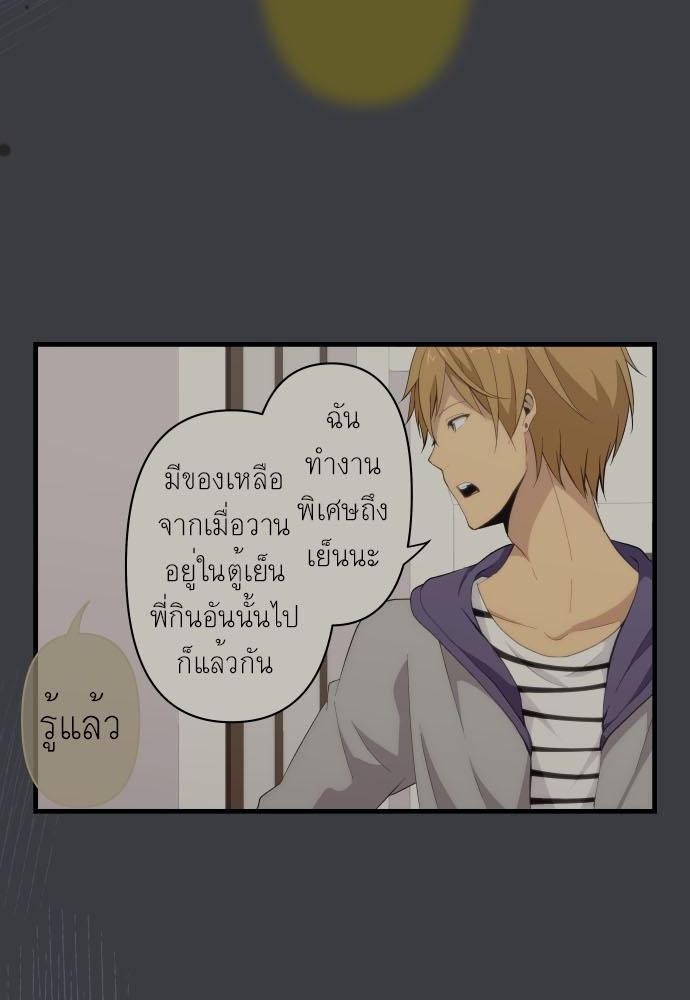 ฉัน
ทำงาน
พิเศษถึง
เย็นนะ
มีของเหลือ
จากเมื่อวาน
อยู่ในตู้เย็น
พี่กินอันนั้นไป
ก็แล้วกัน
รู้แล้ว